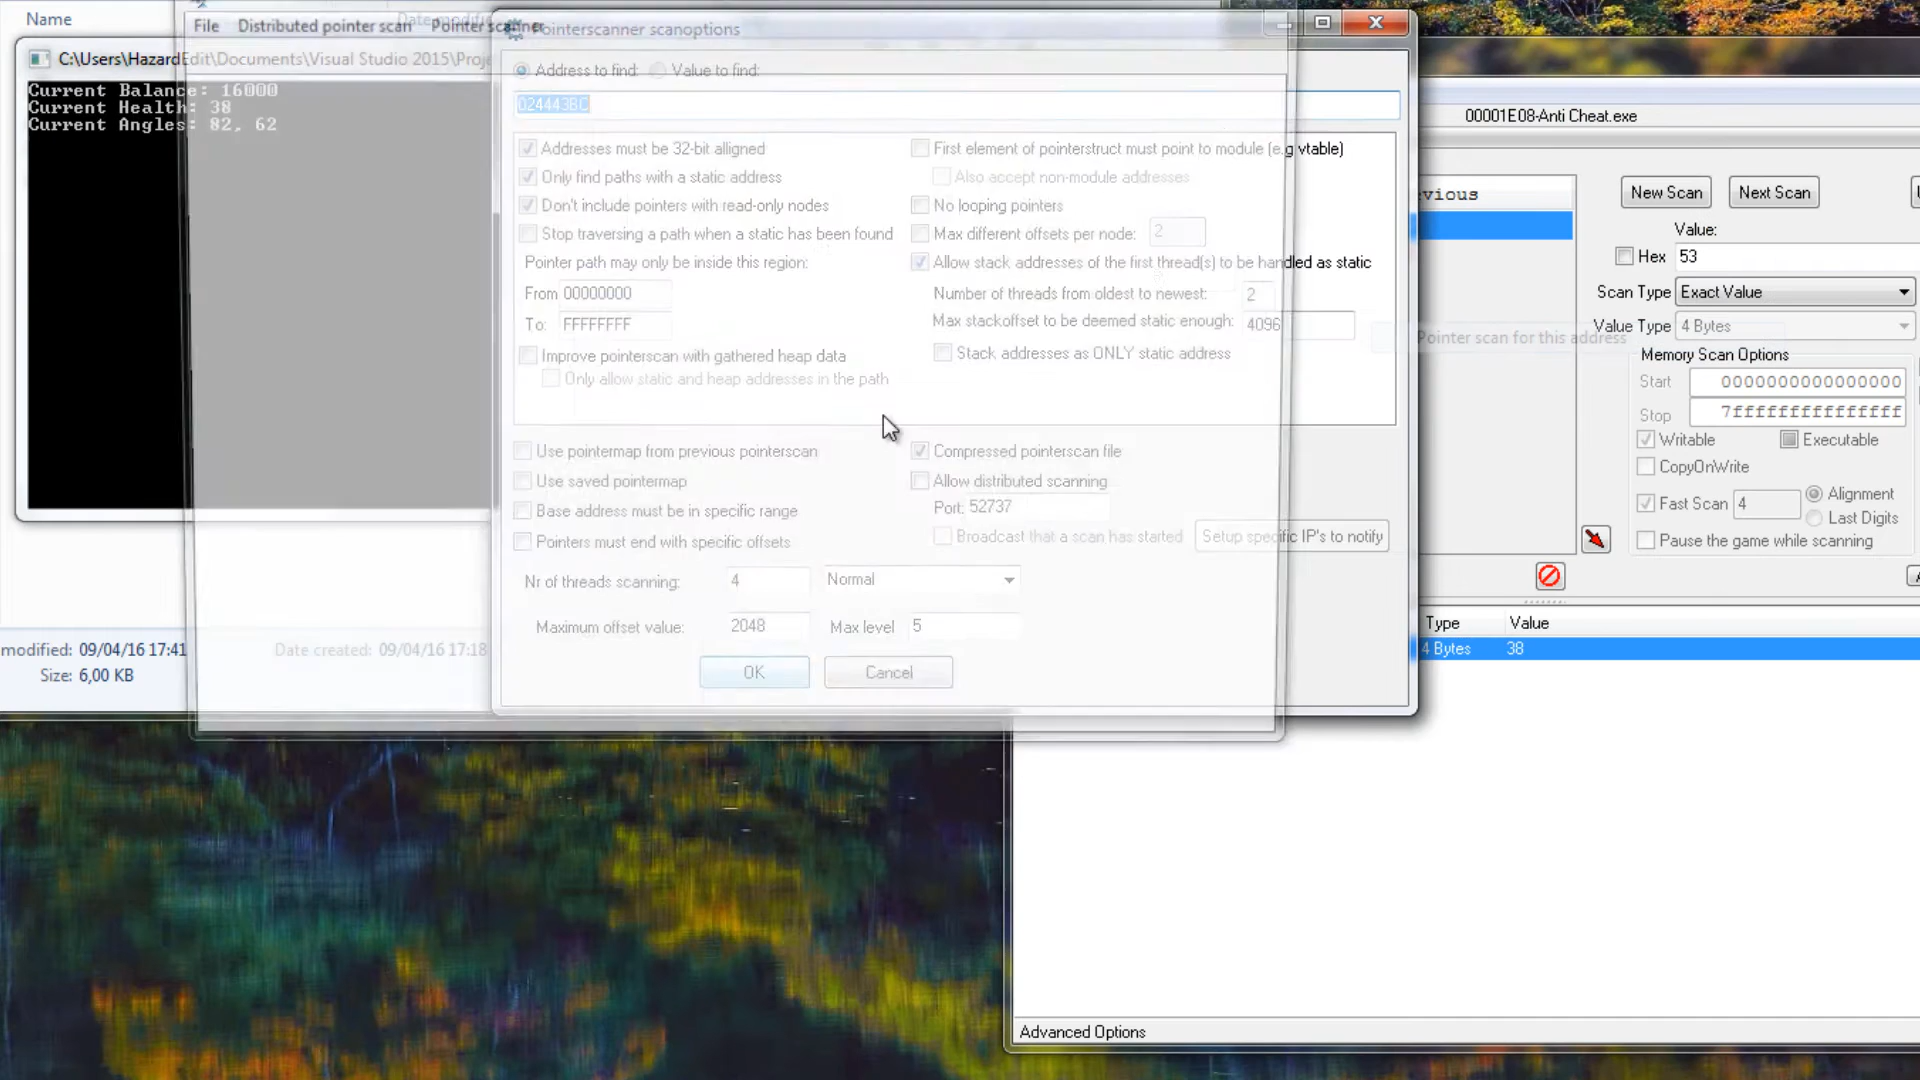 Name
Date modifi
File Distributed pointer scan Pointer scanner
Pointerscanner scanoptions
C:\Users\HazardEdit\Documents\Visual Studio 2015\Proje
Current Balance: 16000
Current Health: 38
Current Angles: 82, 62
Address to find: Value to find:
024443BC
Addresses must be 32-bit alligned
Only find paths with a static address
Don't include pointers with read-only nodes
Stop traversing a path when a static has been found
Pointer path may only be inside this region:
From 00000000
To: FFFFFFFF
Improve pointerscan with gathered heap data
Only allow static and heap addresses in the path
First element of pointerstruct must point to module (e.g vtable)
Also accept non-module addresses
No looping pointers
Max different offsets per node: 2
Allow stack addresses of the first thread(s) to be handled as static
Number of threads from oldest to newest: 2
Max stackoffset to be deemed static enough: 4096
Stack addresses as ONLY static address
Use pointermap from previous pointerscan
Use saved pointermap
Base address must be in specific range
Pointers must end with specific offsets
Compressed pointerscan file
Allow distributed scanning
Port: 52737
Broadcast that a scan has started Setup specific IP's to notify
Nr of threads scanning: 4 Normal
Maximum offset value: 2048 Max level 5
OK Cancel
modified: 09/04/16 17:41 Date created: 09/04/16 17:18
Size: 6,00 KB
00001E08-Anti Cheat.exe
vious
New Scan Next Scan
Value:
Hex 53
Scan Type Exact Value
Value Type 4 Bytes
Pointer scan for this address
Memory Scan Options
Start 0000000000000000
Stop 7fffffffffffffff
Writable Executable
CopyOnWrite
Fast Scan 4 Alignment
Last Digits
Pause the game while scanning
Type Value
4 Bytes 38
Advanced Options